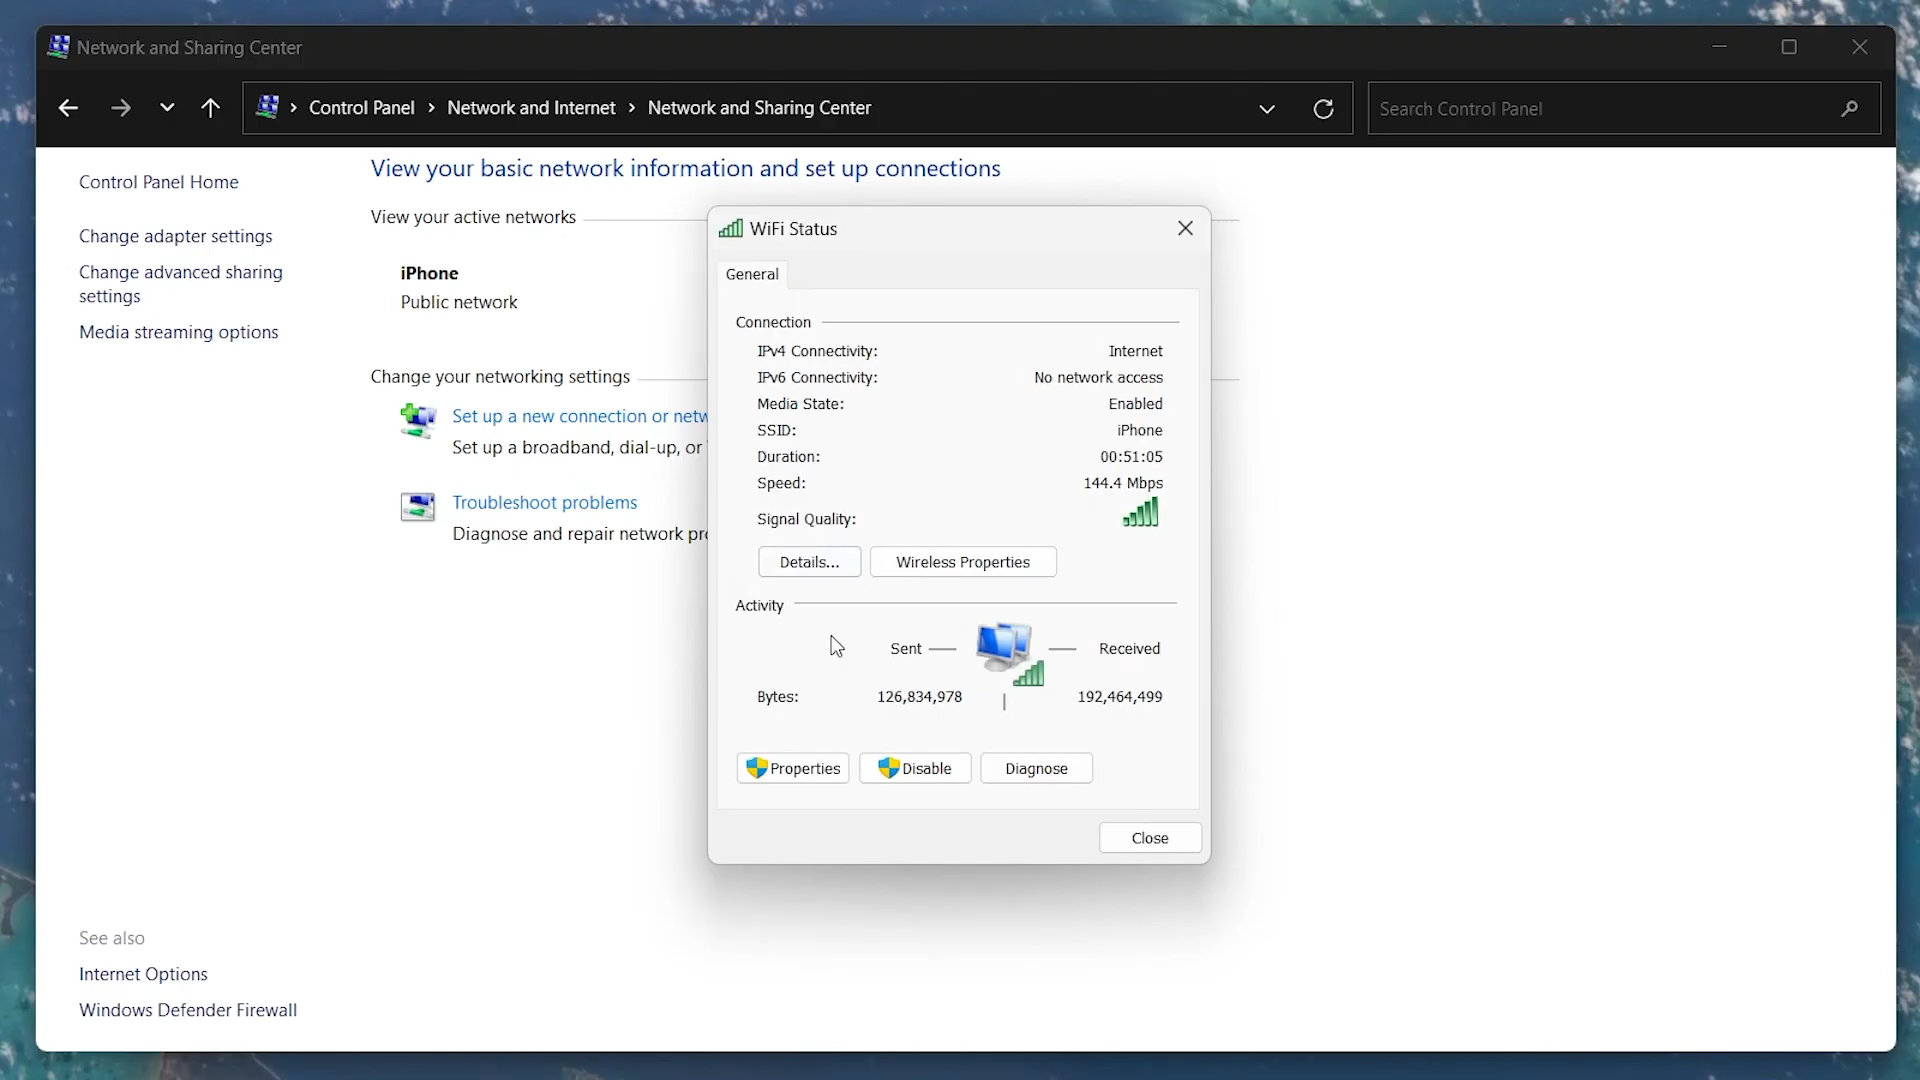 Network and Sharing Center
Control Panel > Network and Internet > Network and Sharing Center
Search Control Panel
Control Panel Home
Change adapter settings
Change advanced sharing
settings
Media streaming options
See also
Internet Options
Windows Defender Firewall
View your basic network information and set up connections
View your active networks
iPhone
Public network
Change your networking settings
Set up a new connection or netw
Set up a broadband, dial-up, or
Troubleshoot problems
Diagnose and repair network pro
WiFi Status
General
Connection
IPv4 Connectivity: Internet
IPv6 Connectivity: No network access
Media State: Enabled
SSID: iPhone
Duration: 00:51:05
Speed: 144.4 Mbps
Signal Quality:
Details... Wireless Properties
Activity
Sent — — Received
Bytes: 126,834,978 | 192,464,499
Properties Disable Diagnose
Close